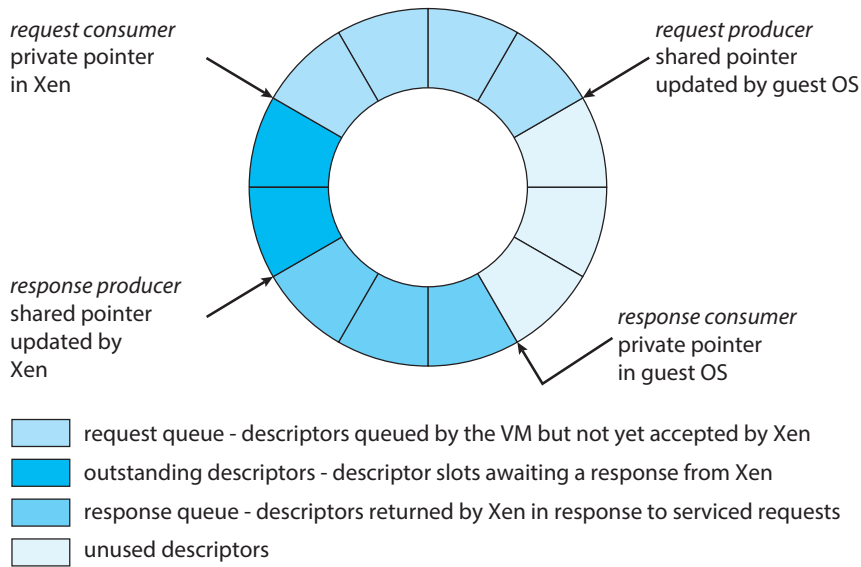 request consumer
private pointer
in Xen
request producer
shared pointer
updated by guest OS
response producer
shared pointer
updated by
Xen
response consumer
private pointer
in guest OS
request queue - descriptors queued by the VM but not yet accepted by Xen
outstanding descriptors - descriptor slots awaiting a response from Xen
response queue - descriptors returned by Xen in response to serviced requests
unused descriptors